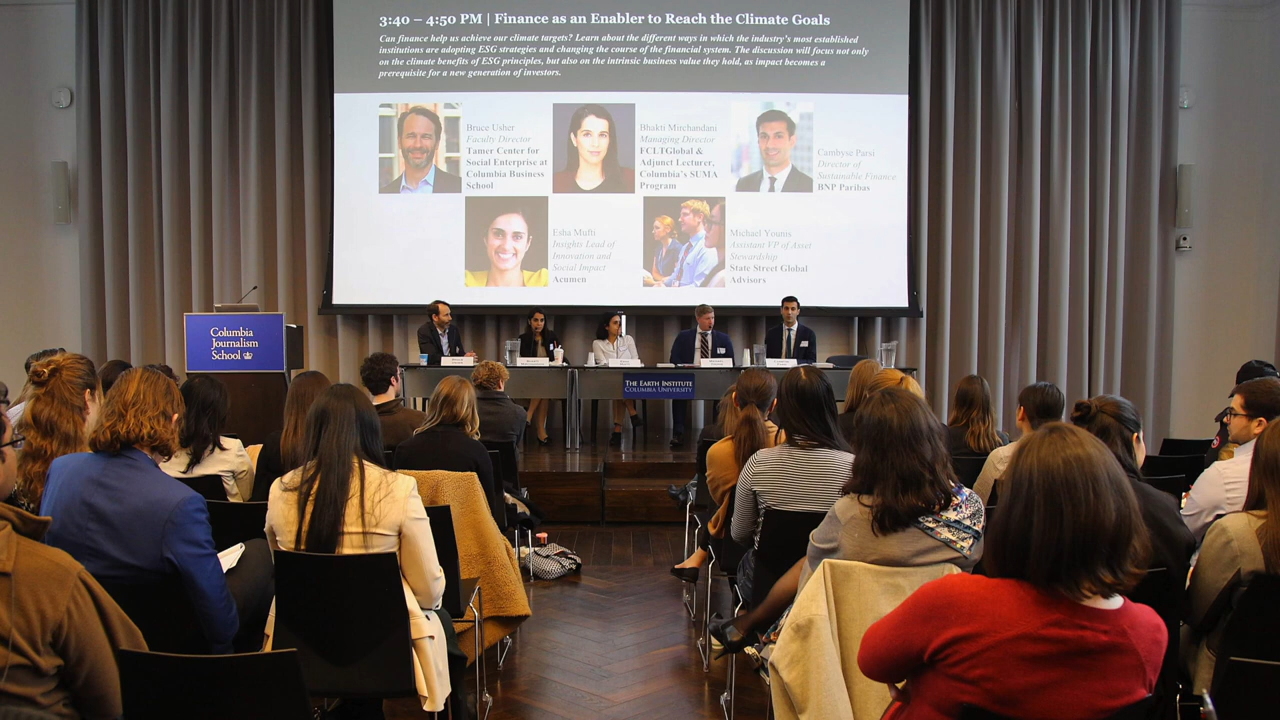 3:40 – 4:50 PM | Finance as an Enabler to Reach the Climate Goals
Can finance help us achieve our climate targets? Learn about the different ways in which the industry's most established
institutions are adopting ESG strategies and changing the course of the financial system. The discussion will focus not only
on the climate benefits of ESG principles, but also on the intrinsic business value they hold, as impact becomes a
prerequisite for a new generation of investors.
Bruce Usher
Faculty Director
Tamer Center for
Social Enterprise at
Columbia Business
School
Bhakti Mirchandani
Managing Director
FCLTGlobal &
Adjunct Lecturer,
Columbia's SUMA
Program
Cambyse Parsi
Director of
Sustainable Finance
BNP Paribas
Esha Mufti
Insights Lead of
Innovation and
Social Impact
Acumen
Michael Younis
Assistant VP of Asset
Stewardship
State Street Global
Advisors
Columbia
Journalism
School
The Earth Institute
Columbia University